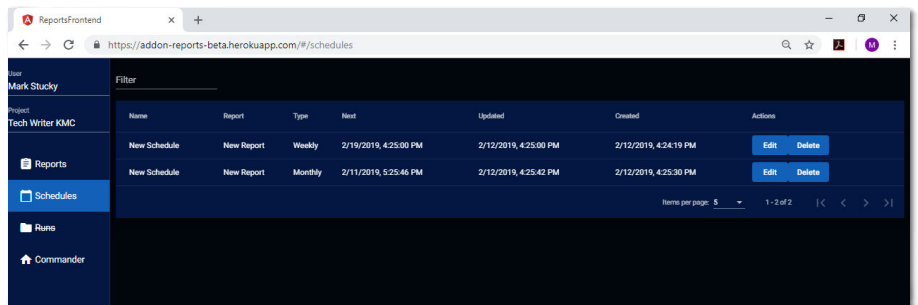 ReportsFrontend
https://addon-reports-beta.herokuapp.com/#/schedules
M
User
Mark Stucky
Project
Tech Writer KMC
Reports
Schedules
Runs
Commander
Filter
Name Report Type Next Updated Created Actions
New Schedule New Report Weekly 2/19/2019, 4:25:00 PM 2/12/2019, 4:25:00 PM 2/12/2019, 4:24:19 PM Edit Delete
New Schedule New Report Monthly 2/11/2019, 5:25:46 PM 2/12/2019, 4:25:42 PM 2/12/2019, 4:25:30 PM Edit Delete
Items per page: 5 1 - 2 of 2